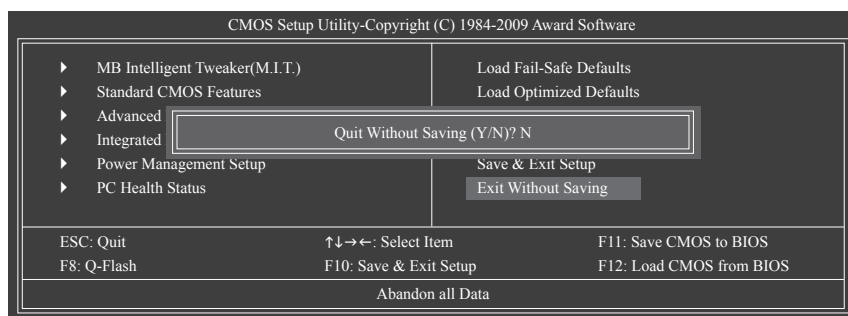 CMOS Setup Utility-Copyright (C) 1984-2009 Award Software
MB Intelligent Tweaker(M.I.T.)
Standard CMOS Features
Advanced
Integrated
Power Management Setup
PC Health Status
Load Fail-Safe Defaults
Load Optimized Defaults
Quit Without Saving (Y/N)? N
Save & Exit Setup
Exit Without Saving
ESC: Quit ↑↓→←: Select Item F11: Save CMOS to BIOS
F8: Q-Flash F10: Save & Exit Setup F12: Load CMOS from BIOS
Abandon all Data